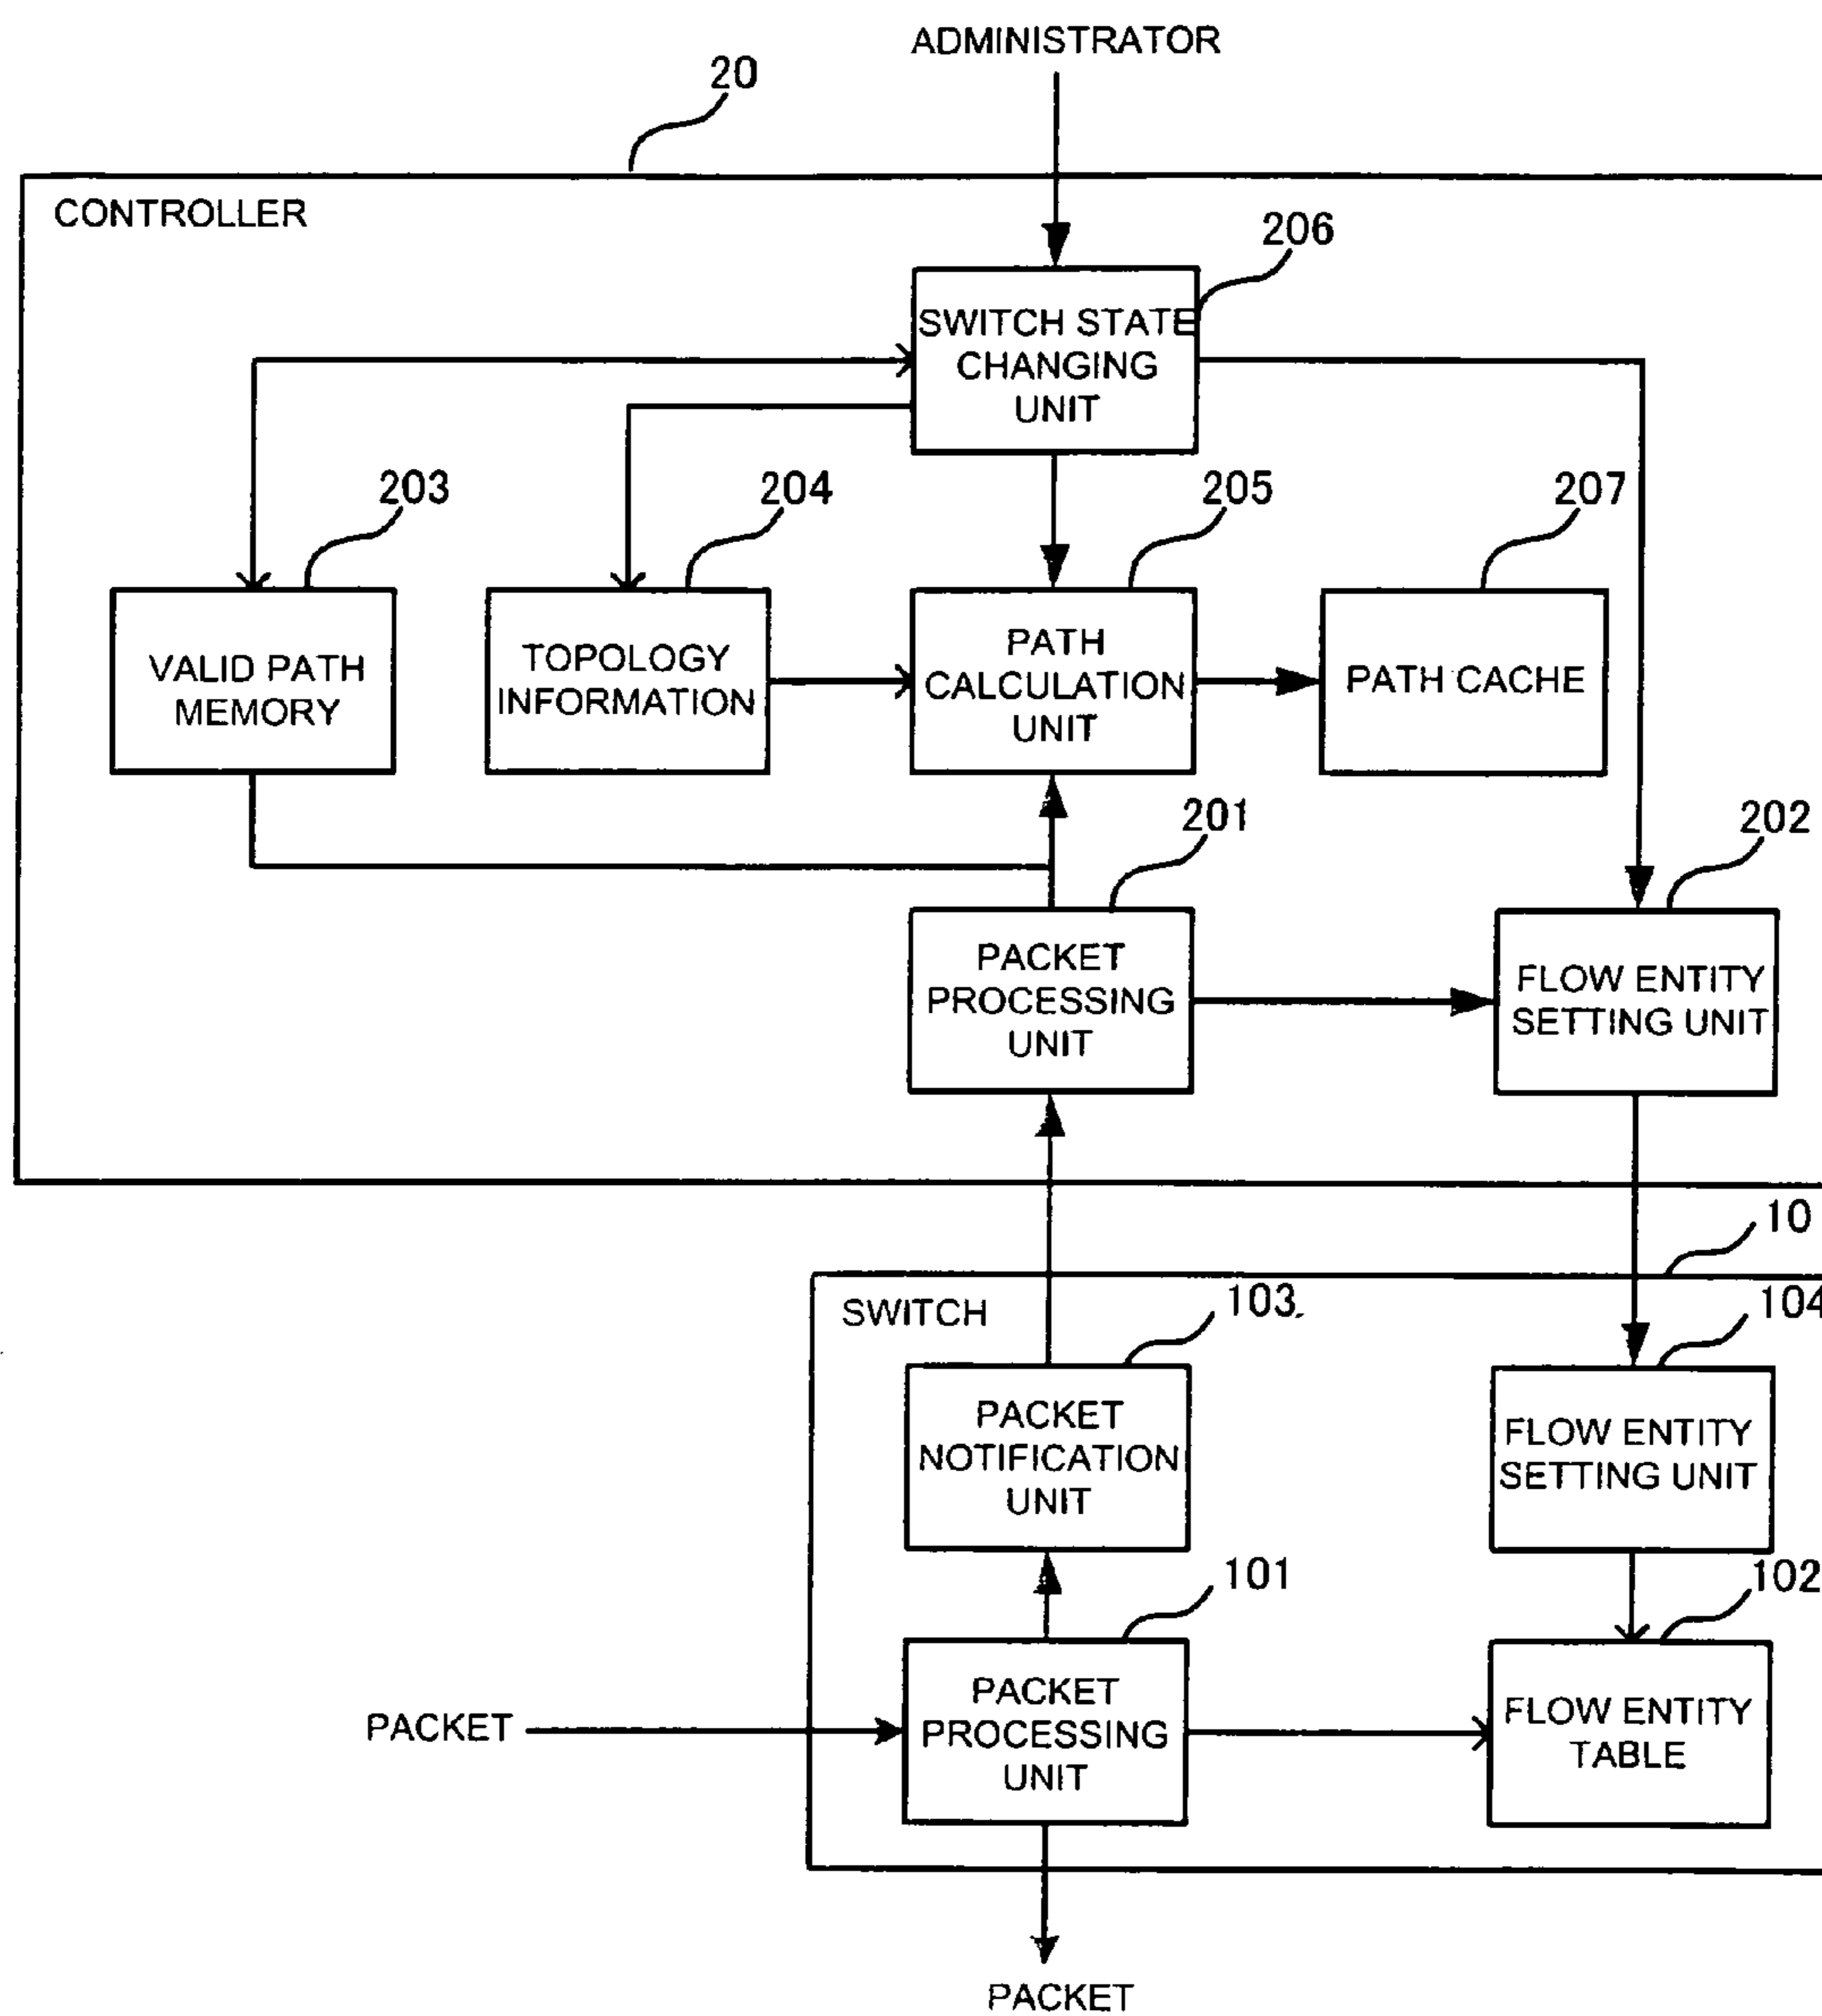 ADMINISTRATOR
20
CONTROLLER
206
SWITCH STATE
CHANGING
UNIT
203
204
205
207
VALID PATH
MEMORY
TOPOLOGY
INFORMATION
PATH
CALCULATION
UNIT
PATH CACHE
201
202
PACKET
PROCESSING
UNIT
FLOW ENTITY
SETTING UNIT
10
SWITCH
103
104
PACKET
NOTIFICATION
UNIT
FLOW ENTITY
SETTING UNIT
101
102
PACKET
PACKET
PROCESSING
UNIT
FLOW ENTITY
TABLE
PACKET